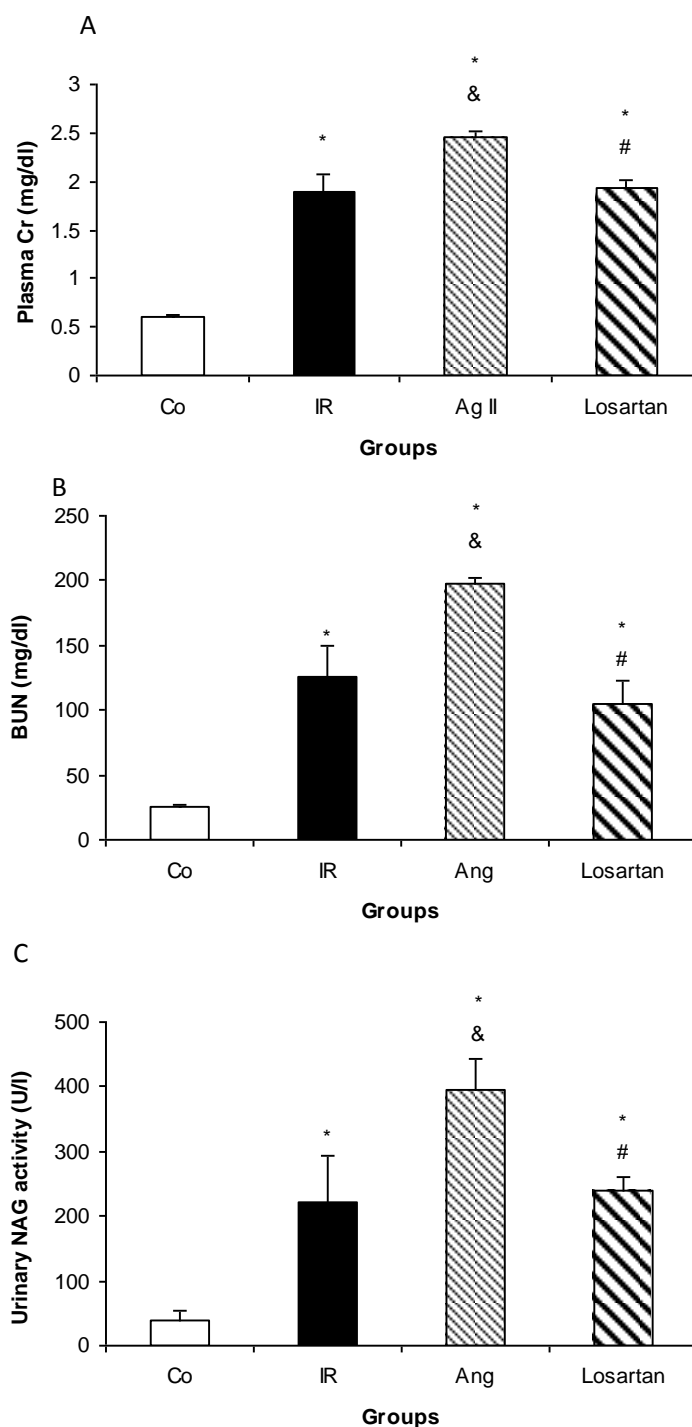 A
*
*
&
*
#
*
3
2.5
2
1.5
1
0.5
0
Plasma Cr (mg/dl)
Co IR Ag II Losartan
Groups
B
*
&
*
*
#
250
200
150
100
50
0
BUN (mg/dl)
Co IR Ang Losartan
Groups
C
*
&
*
*
#
500
400
300
200
100
0
Urinary NAG activity (U/l)
Co IR Ang Losartan
Groups